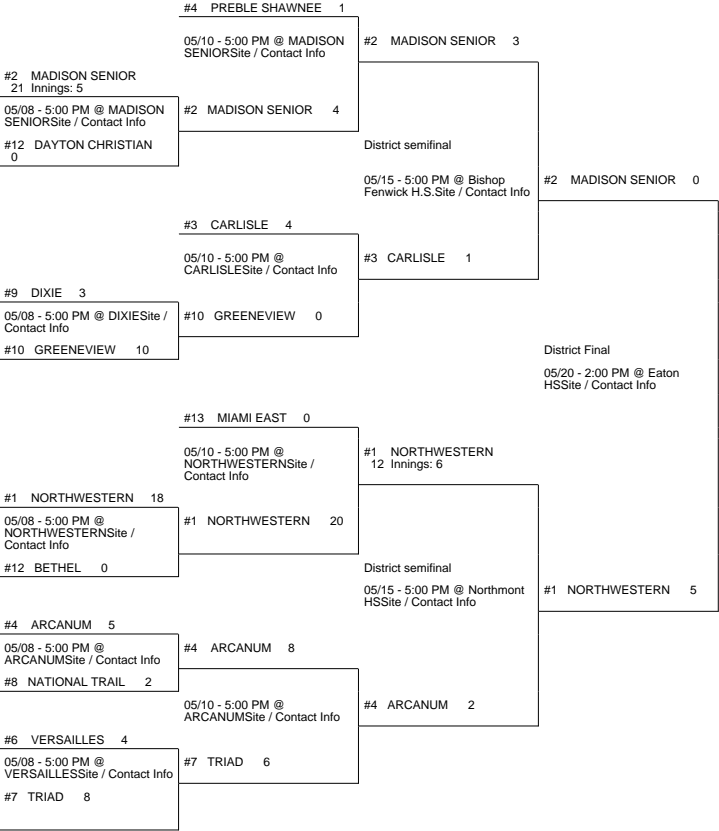 #4 PREBLE SHAWNEE 1
05/10 - 5:00 PM @ MADISON
SENIORSite / Contact Info
#2 MADISON SENIOR 3
#2 MADISON SENIOR
21 Innings: 5
05/08 - 5:00 PM @ MADISON
SENIORSite / Contact Info
#2 MADISON SENIOR 4
#12 DAYTON CHRISTIAN
0
District semifinal
05/15 - 5:00 PM @ Bishop
Fenwick H.S.Site / Contact Info
#2 MADISON SENIOR 0
#3 CARLISLE 4
05/10 - 5:00 PM @
CARLISLESite / Contact Info
#3 CARLISLE 1
#9 DIXIE 3
05/08 - 5:00 PM @ DIXIESite /
Contact Info
#10 GREENEVIEW 0
#10 GREENEVIEW 10
District Final
05/20 - 2:00 PM @ Eaton
HSSite / Contact Info
#13 MIAMI EAST 0
05/10 - 5:00 PM @
NORTHWESTERNSite /
Contact Info
#1 NORTHWESTERN
12 Innings: 6
#1 NORTHWESTERN 18
05/08 - 5:00 PM @
NORTHWESTERNSite /
Contact Info
#1 NORTHWESTERN 20
#12 BETHEL 0
District semifinal
05/15 - 5:00 PM @ Northmont
HSSite / Contact Info
#1 NORTHWESTERN 5
#4 ARCANUM 5
05/08 - 5:00 PM @
ARCANUMSite / Contact Info
#4 ARCANUM 8
#8 NATIONAL TRAIL 2
05/10 - 5:00 PM @
ARCANUMSite / Contact Info
#4 ARCANUM 2
#6 VERSAILLES 4
05/08 - 5:00 PM @
VERSAILLESSite / Contact Info
#7 TRIAD 6
#7 TRIAD 8